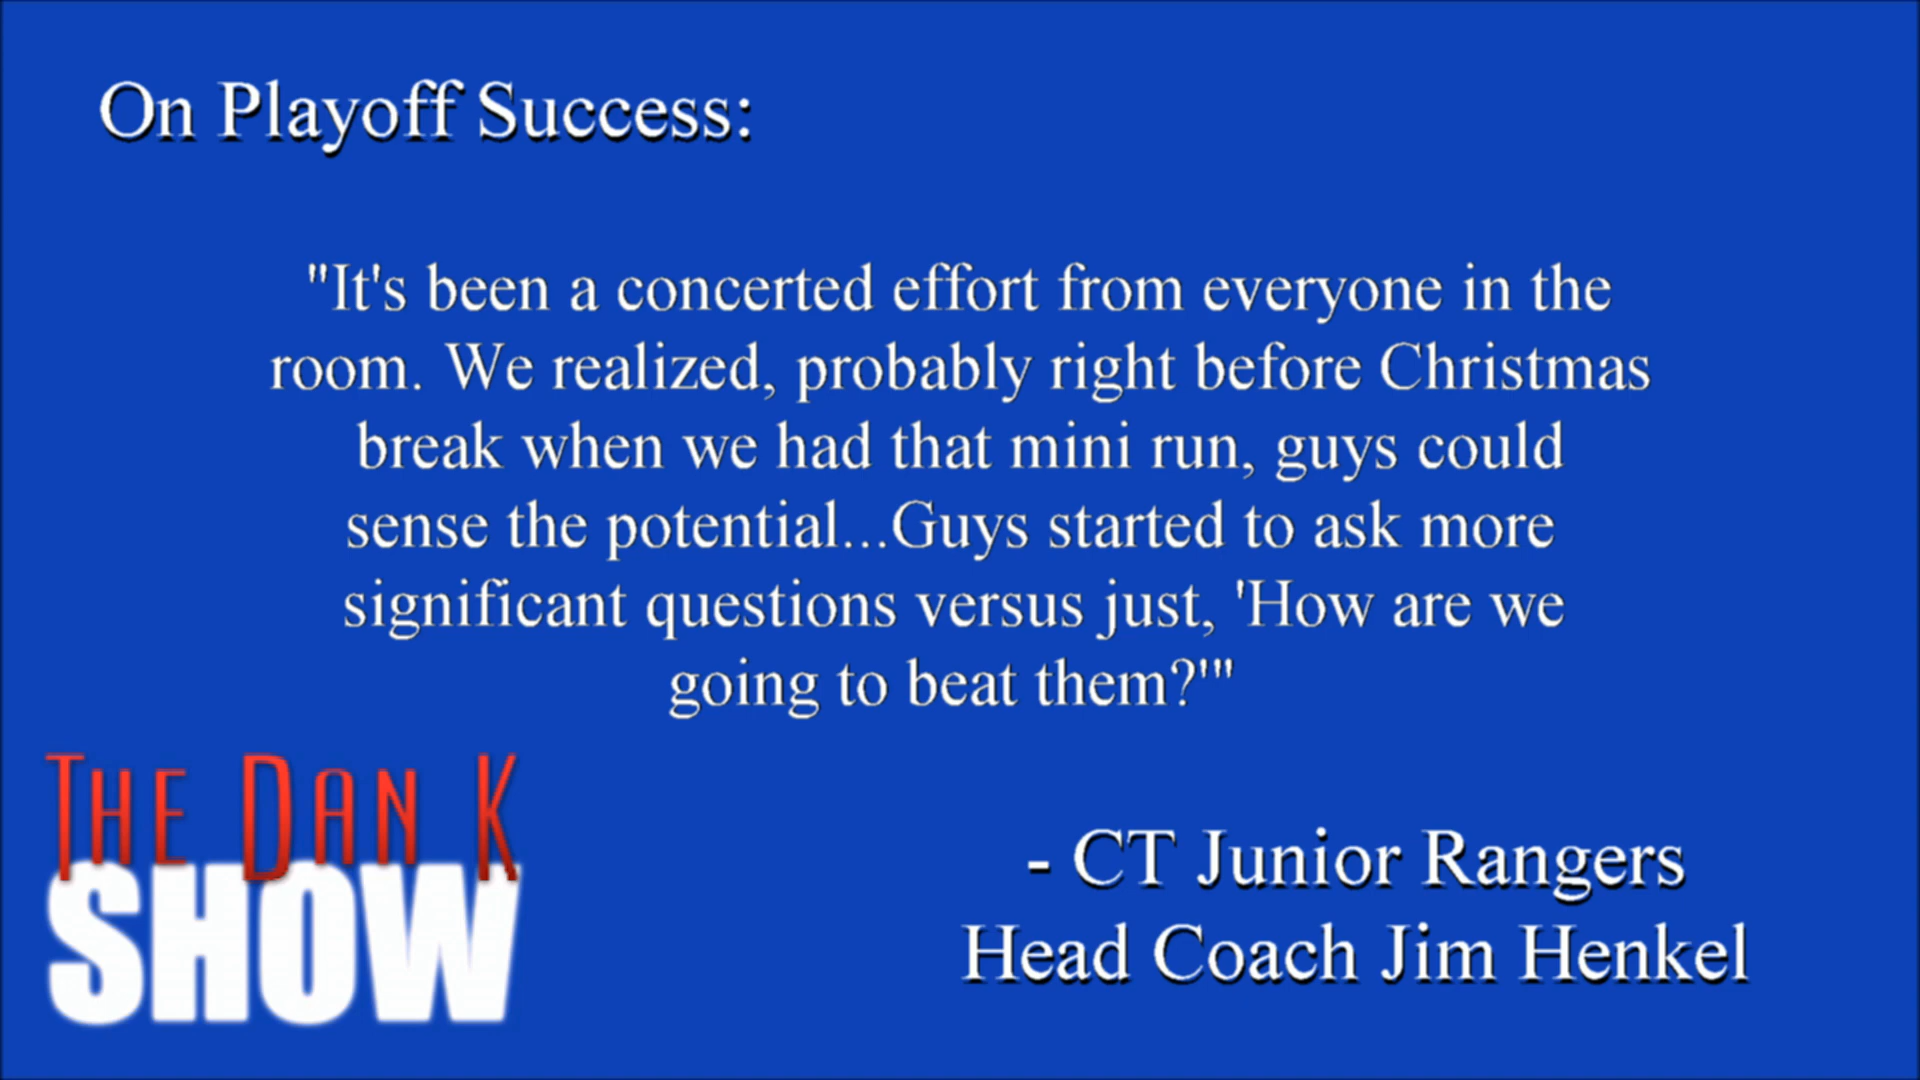 On Playoff Success:
"It's been a concerted effort from everyone in the
room. We realized, probably right before Christmas
break when we had that mini run, guys could
sense the potential...Guys started to ask more
significant questions versus just, 'How are we
going to beat them?'"
THE DAN K
SHOW
- CT Junior Rangers
Head Coach Jim Henkel